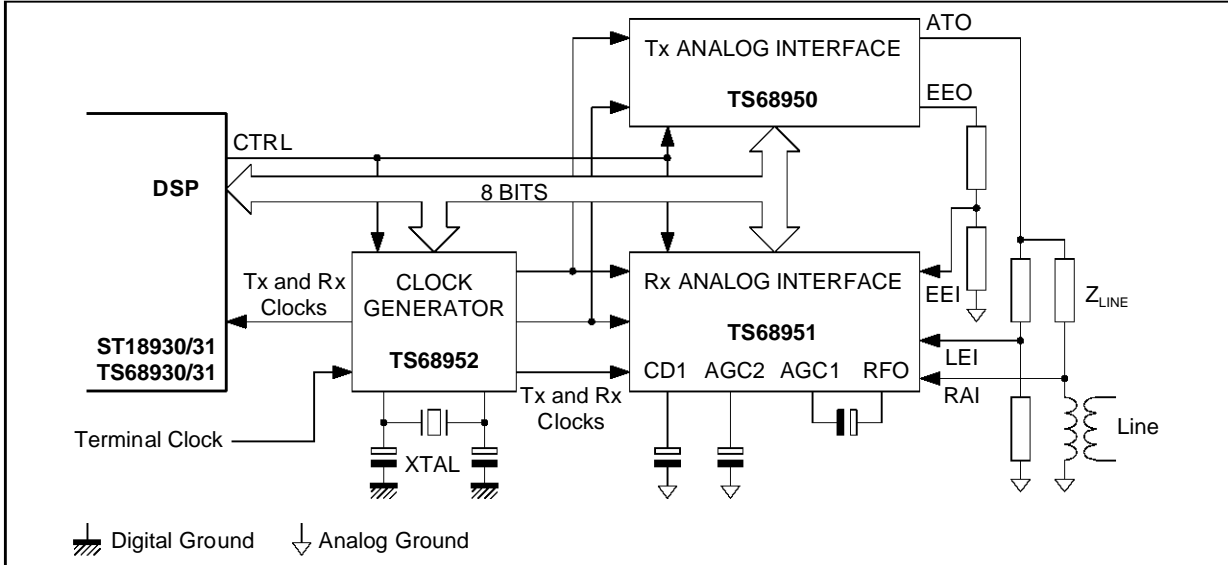 ATO
Tx ANALOG INTERFACE
TS68950
EEO
CTRL
DSP
8 BITS
Tx and Rx
Clocks
CLOCK
GENERATOR
TS68952
Rx ANALOG INTERFACE
TS68951
CD1 AGC2 AGC1 RFO
EEI
ZLINE
LEI
RAI
ST18930/31
TS68930/31
Tx and Rx
Clocks
Terminal Clock
XTAL
Line
Digital Ground
Analog Ground